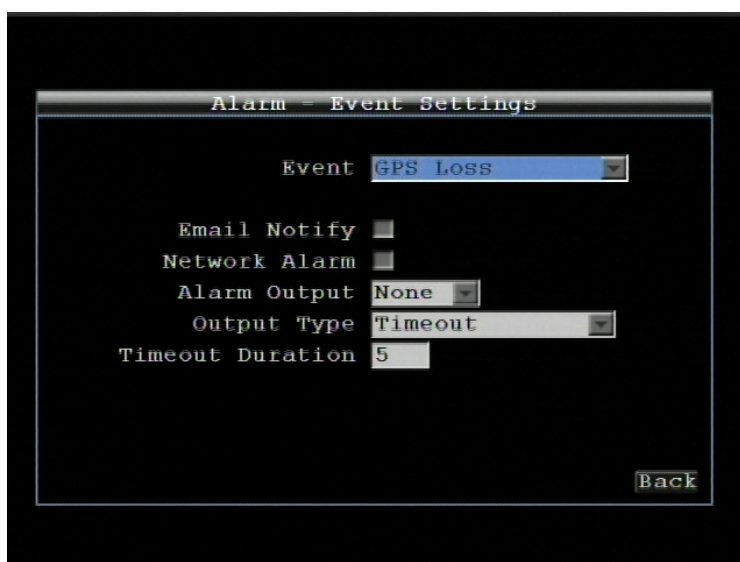 Alarm - Event Settings
Event GPS Loss
Email Notify
Network Alarm
Alarm Output None
Output Type Timeout
Timeout Duration 5
Back